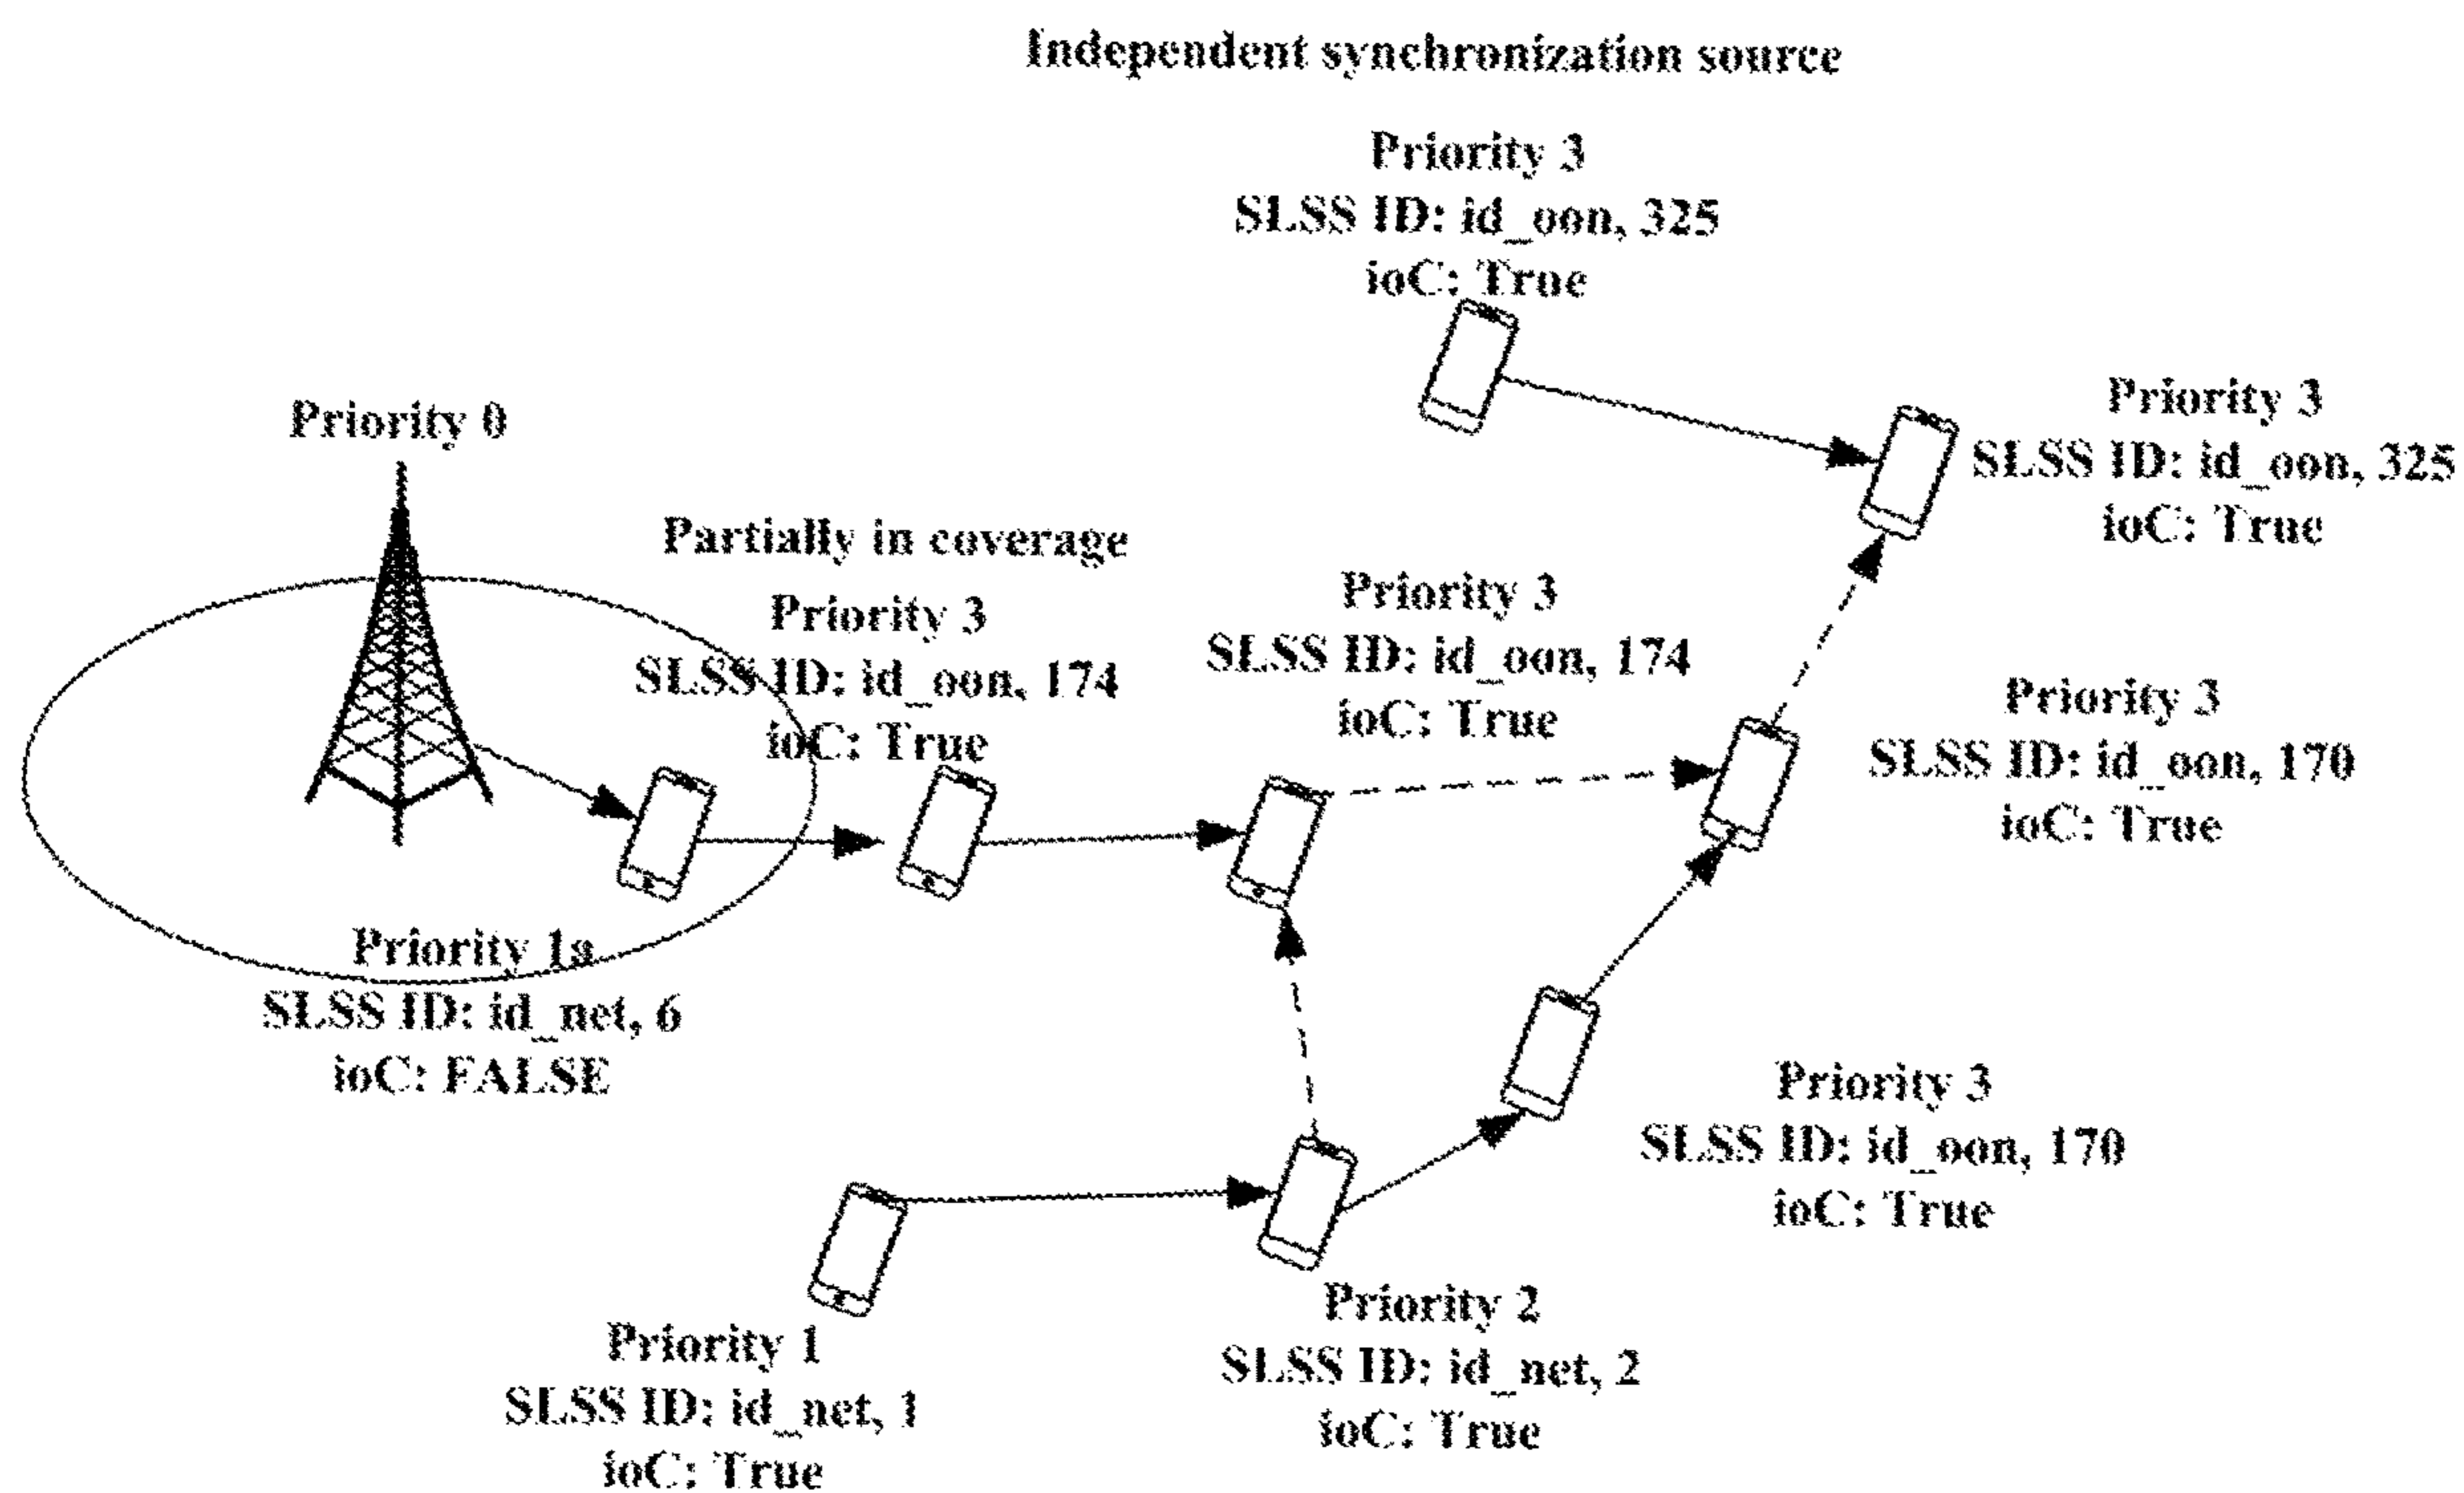 Independent synchronization source
Priority 3
SLSS ID: id_oon, 325
ioC: True
Priority 3
SLSS ID: id_oon, 325
ioC: True
Priority 0
Partially in coverage
Priority 3
SLSS ID: id_oon, 174
ioC: True
Priority 3
SLSS ID: id_oon, 174
ioC: True
Priority 3
SLSS ID: id_oon, 170
ioC: True
Priority 1a
SLSS ID: id_net, 6
ioC: FALSE
Priority 3
SLSS ID: id_oon, 170
ioC: True
Priority 2
SLSS ID: id_net, 2
ioC: True
Priority 1
SLSS ID: id_net, 1
ioC: True